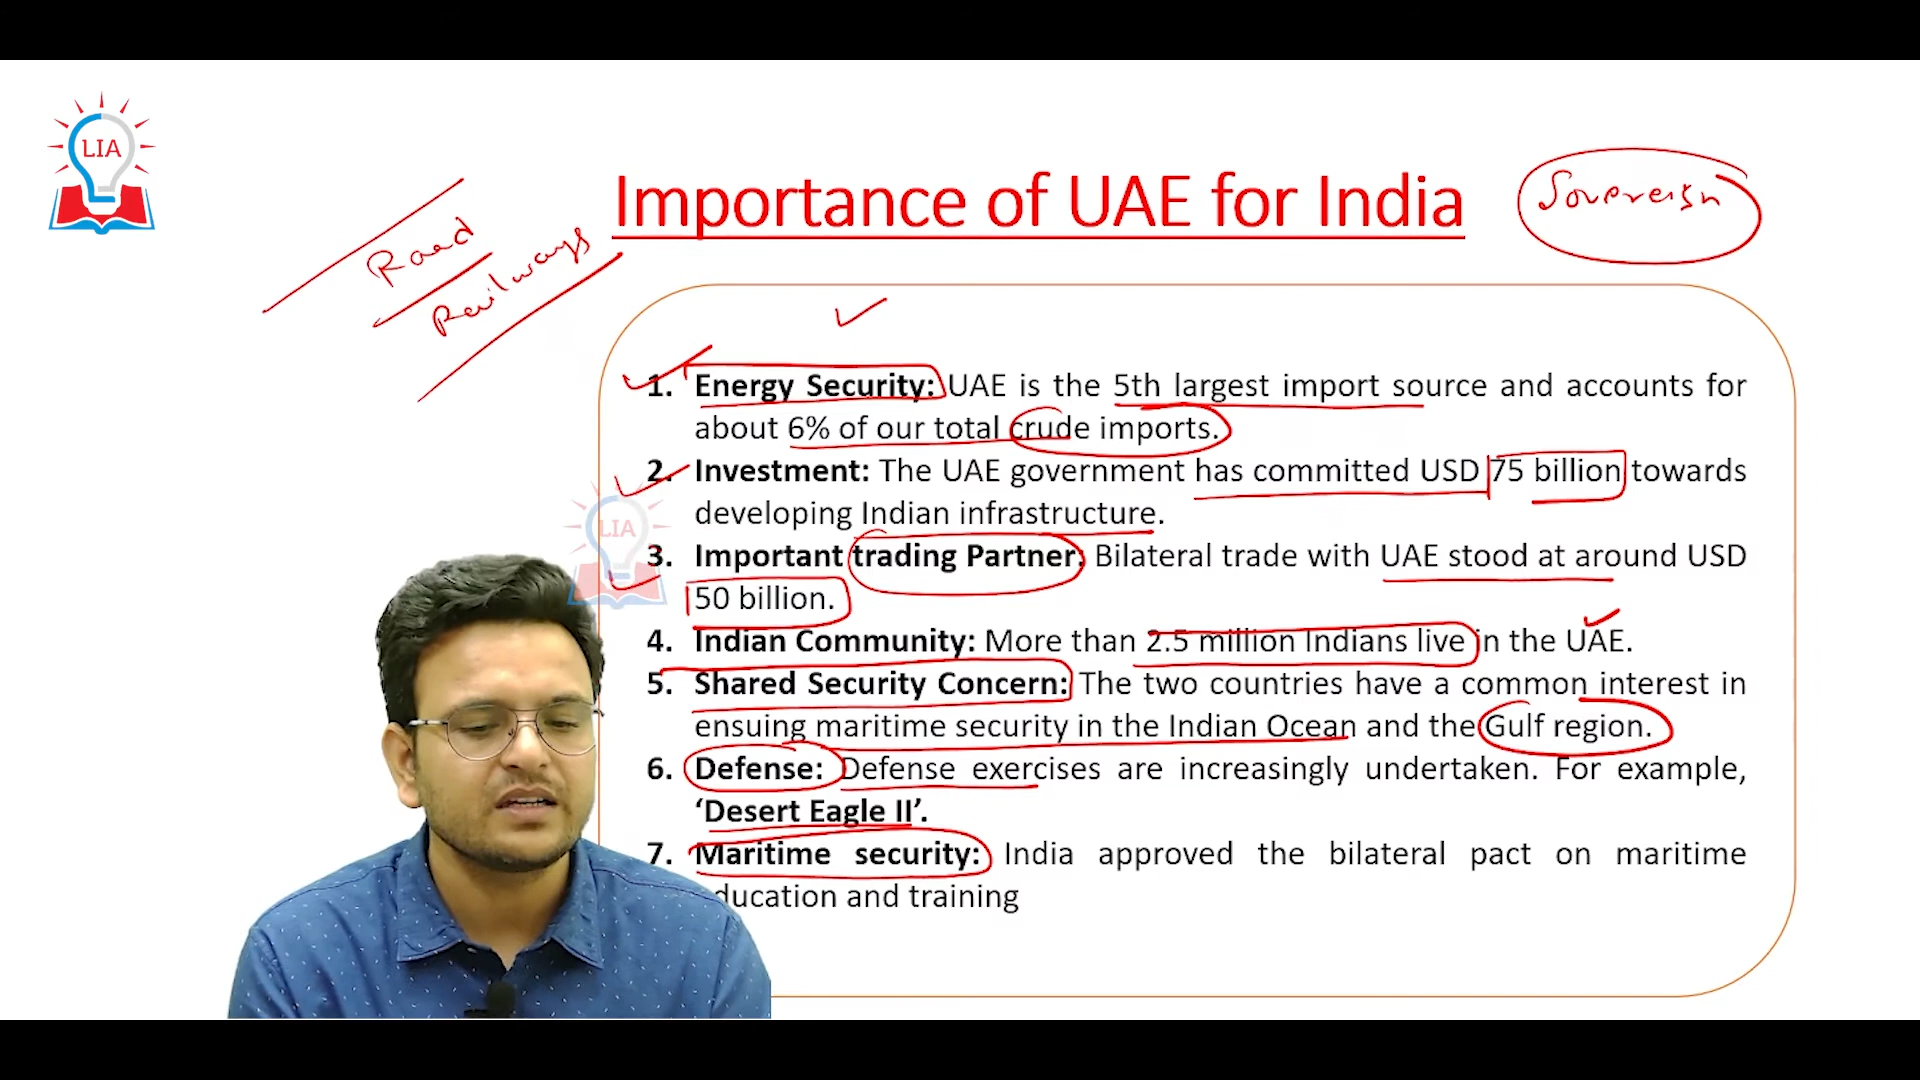 LIA
Importance of UAE for India
Sovereign
Road
Railways
1. Energy Security: UAE is the 5th largest import source and accounts for
about 6% of our total crude imports.
2. Investment: The UAE government has committed USD 75 billion towards
developing Indian infrastructure.
LIA
3. Important trading Partner: Bilateral trade with UAE stood at around USD
50 billion.
4. Indian Community: More than 2.5 million Indians live in the UAE.
5. Shared Security Concern: The two countries have a common interest in
ensuing maritime security in the Indian Ocean and the Gulf region.
6. Defense: Defense exercises are increasingly undertaken. For example,
‘Desert Eagle II’.
7. Maritime security: India approved the bilateral pact on maritime
ducation and training